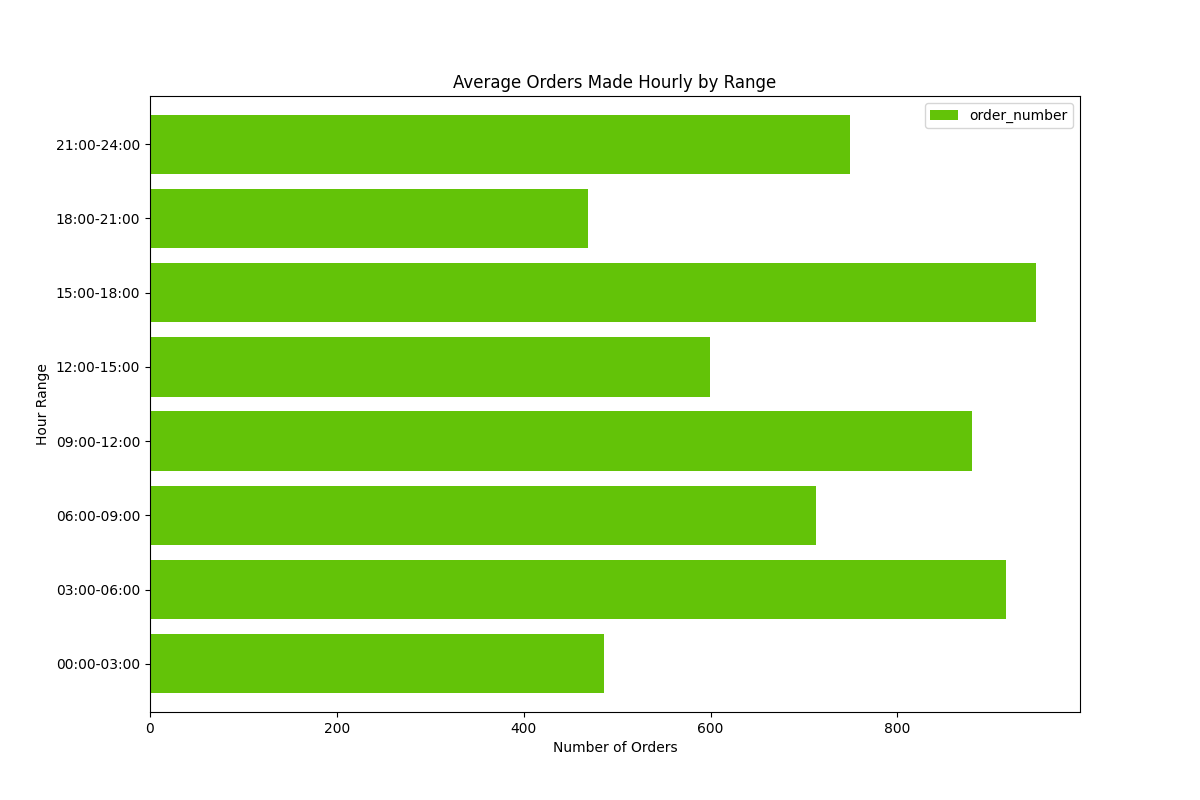 Average Orders Made Hourly by Range
order_number
21:00-24:00
18:00-21:00
15:00-18:00
12:00-15:00
09:00-12:00
06:00-09:00
03:00-06:00
00:00-03:00
Hour Range
0 200 400 600 800
Number of Orders